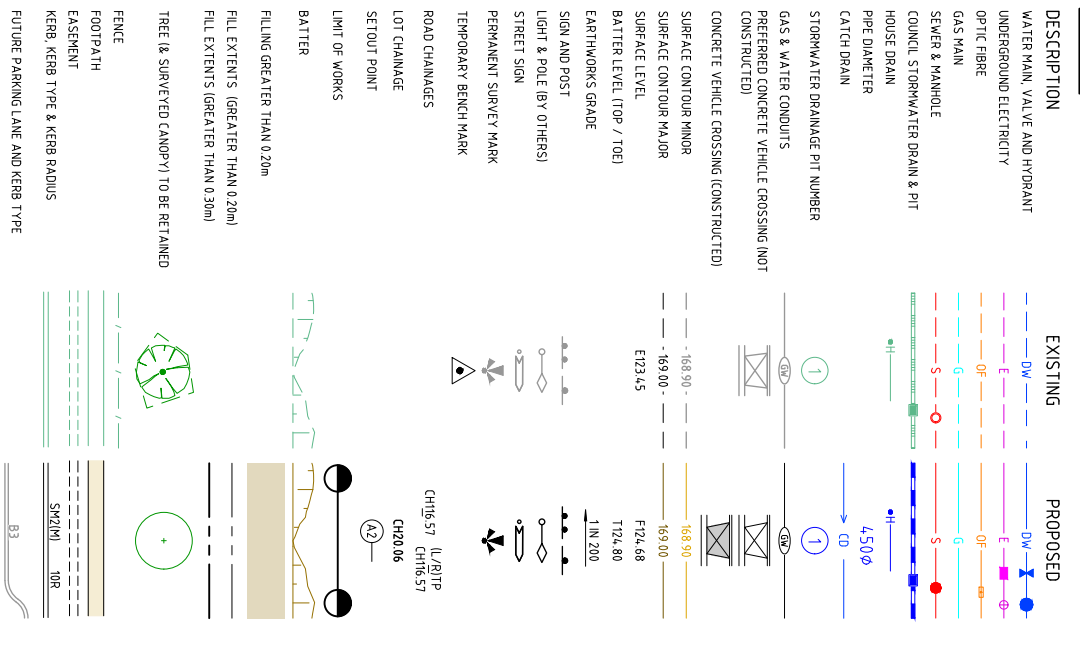 DESCRIPTION EXISTING PROPOSED
WATER MAIN, VALVE AND HYDRANT DW DW
UNDERGROUND ELECTRICITY E E
OPTIC FIBRE OF OF
GAS MAIN G G
SEWER & MANHOLE S S
COUNCIL STORMWATER DRAIN & PIT
HOUSE DRAIN H H
PIPE DIAMETER 450Ø
CATCH DRAIN CD
STORMWATER DRAINAGE PIT NUMBER 1 1
GAS & WATER CONDUITS GW GW
PREFERRED CONCRETE VEHICLE CROSSING (NOT
CONSTRUCTED)
CONCRETE VEHICLE CROSSING (CONSTRUCTED)
SURFACE CONTOUR MINOR 168.90 168.90
SURFACE CONTOUR MAJOR 169.00 169.00
SURFACE LEVEL E123.45 F124.68
BATTER LEVEL (TOP / TOE) T124.80
EARTHWORKS GRADE 1 IN 200
SIGN AND POST
LIGHT & POLE (BY OTHERS)
STREET SIGN
PERMANENT SURVEY MARK
TEMPORARY BENCH MARK
ROAD CHAINAGES CH116.57 (L/R)TP
CH116.57
LOT CHAINAGE CH20.06
SETOUT POINT A2
LIMIT OF WORKS
BATTER
FILLING GREATER THAN 0.20m
FILL EXTENTS (GREATER THAN 0.20m)
FILL EXTENTS (GREATER THAN 0.30m)
TREE (& SURVEYED CANOPY) TO BE RETAINED
FENCE
FOOTPATH
EASEMENT
KERB, KERB TYPE & KERB RADIUS SM2(M) 10R
FUTURE PARKING LANE AND KERB TYPE B3